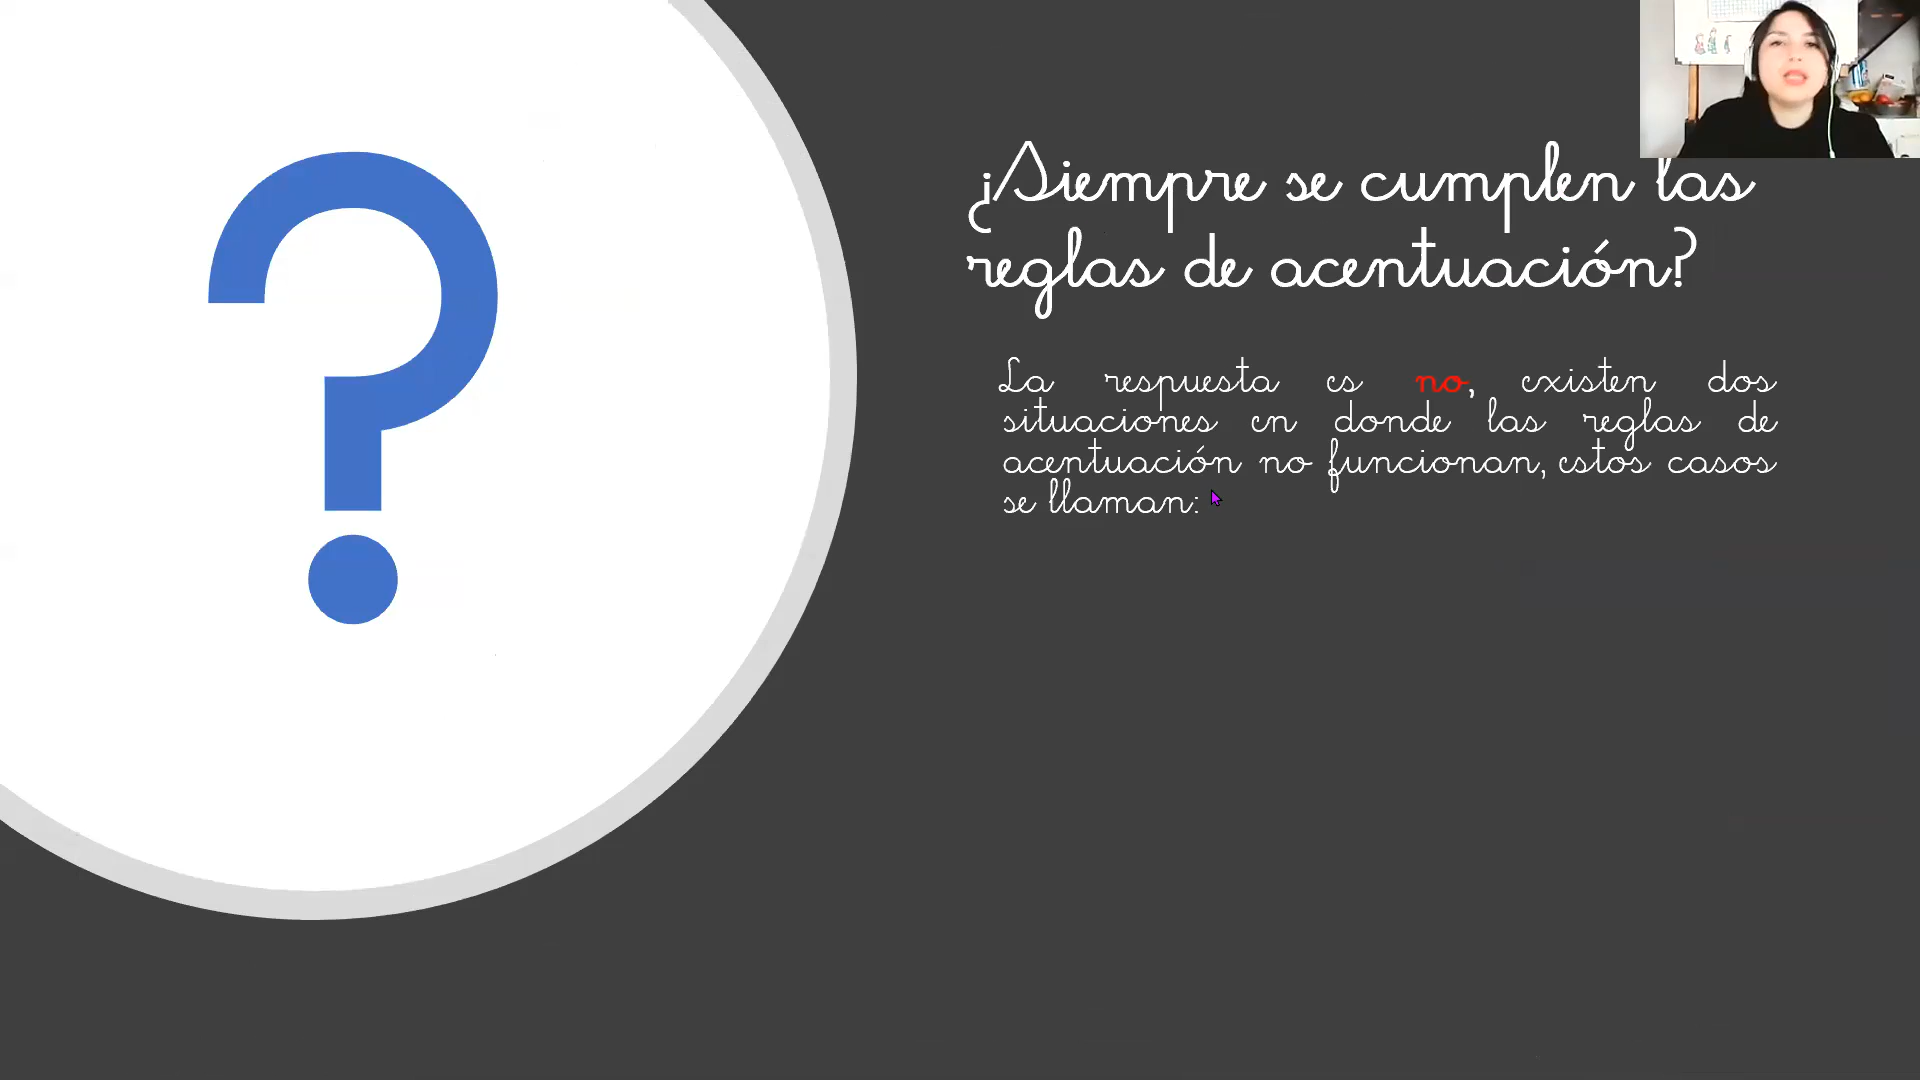 ¿Siempre se cumplen las
reglas de acentuación?
La respuesta es no, existen dos
situaciones en donde las reglas de
acentuación no funcionan, estos casos
se llaman: